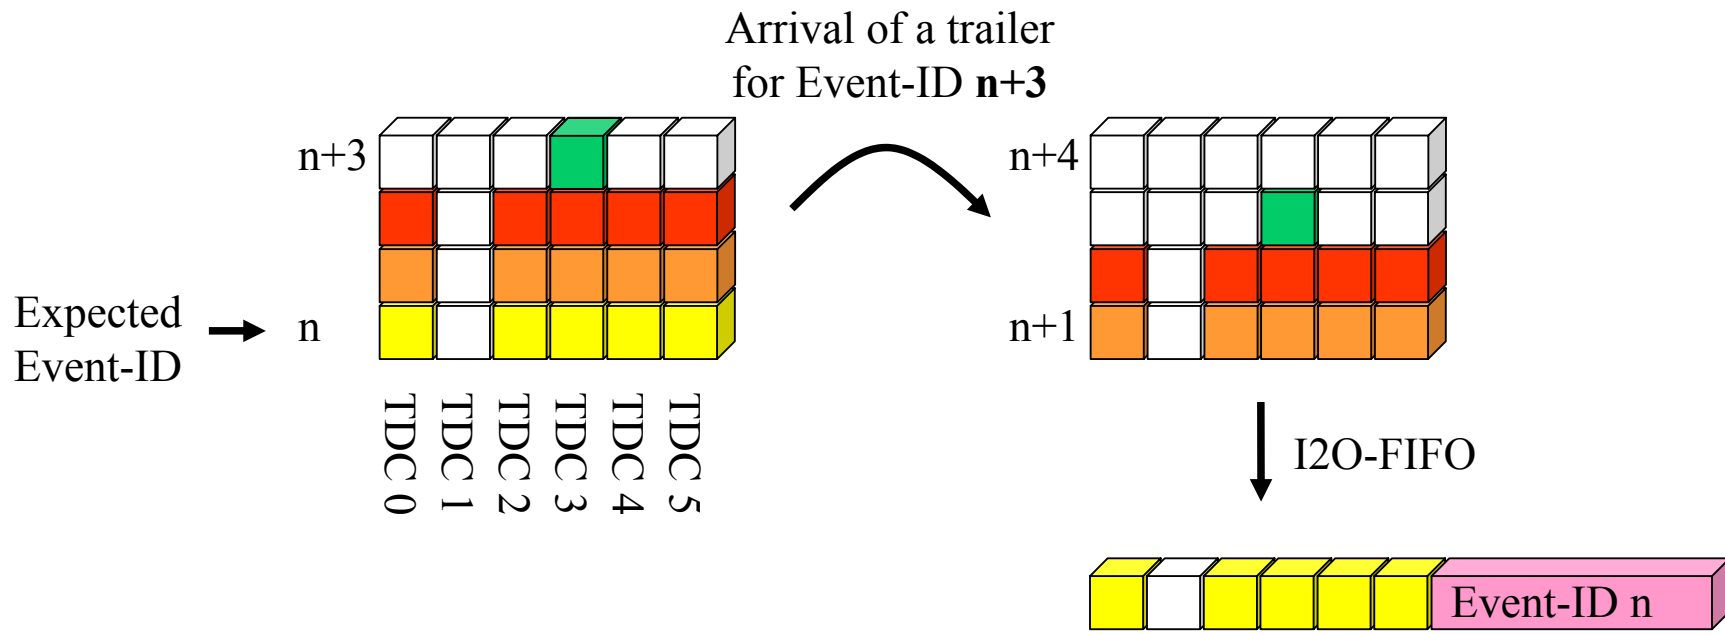 Arrival of a trailer
for Event-ID n+3
n+3
n+4
Expected
Event-ID
n
n+1
TDC 0
TDC 1
TDC 2
TDC 3
TDC 4
TDC 5
I2O-FIFO
Event-ID n